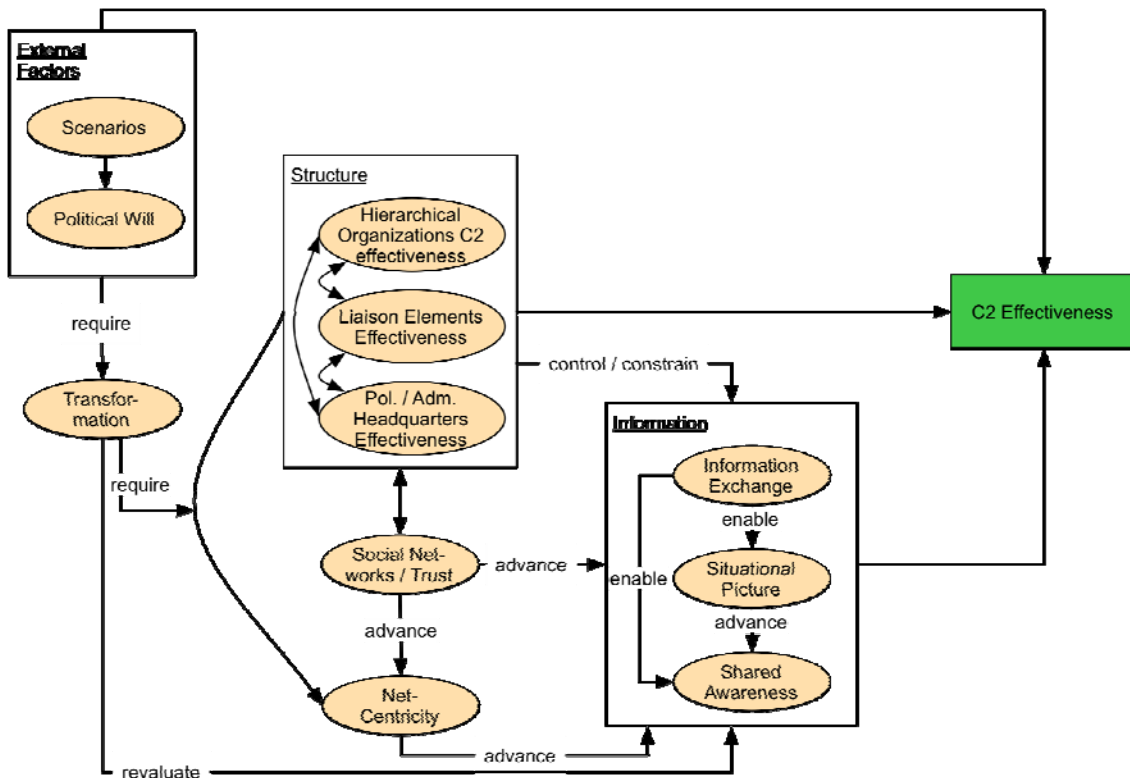 External
Factors
Scenarios
Political Will
require
Transfor-
mation
require
Structure
Hierarchical
Organizations C2
effectiveness
Liaison Elements
Effectiveness
Pol. / Adm.
Headquarters
Effectiveness
control / constrain
C2 Effectiveness
Information
Information
Exchange
enable
enable
Situational
Picture
advance
Shared
Awareness
Social Net-
works / Trust
advance
advance
Net-
Centricity
advance
revaluate